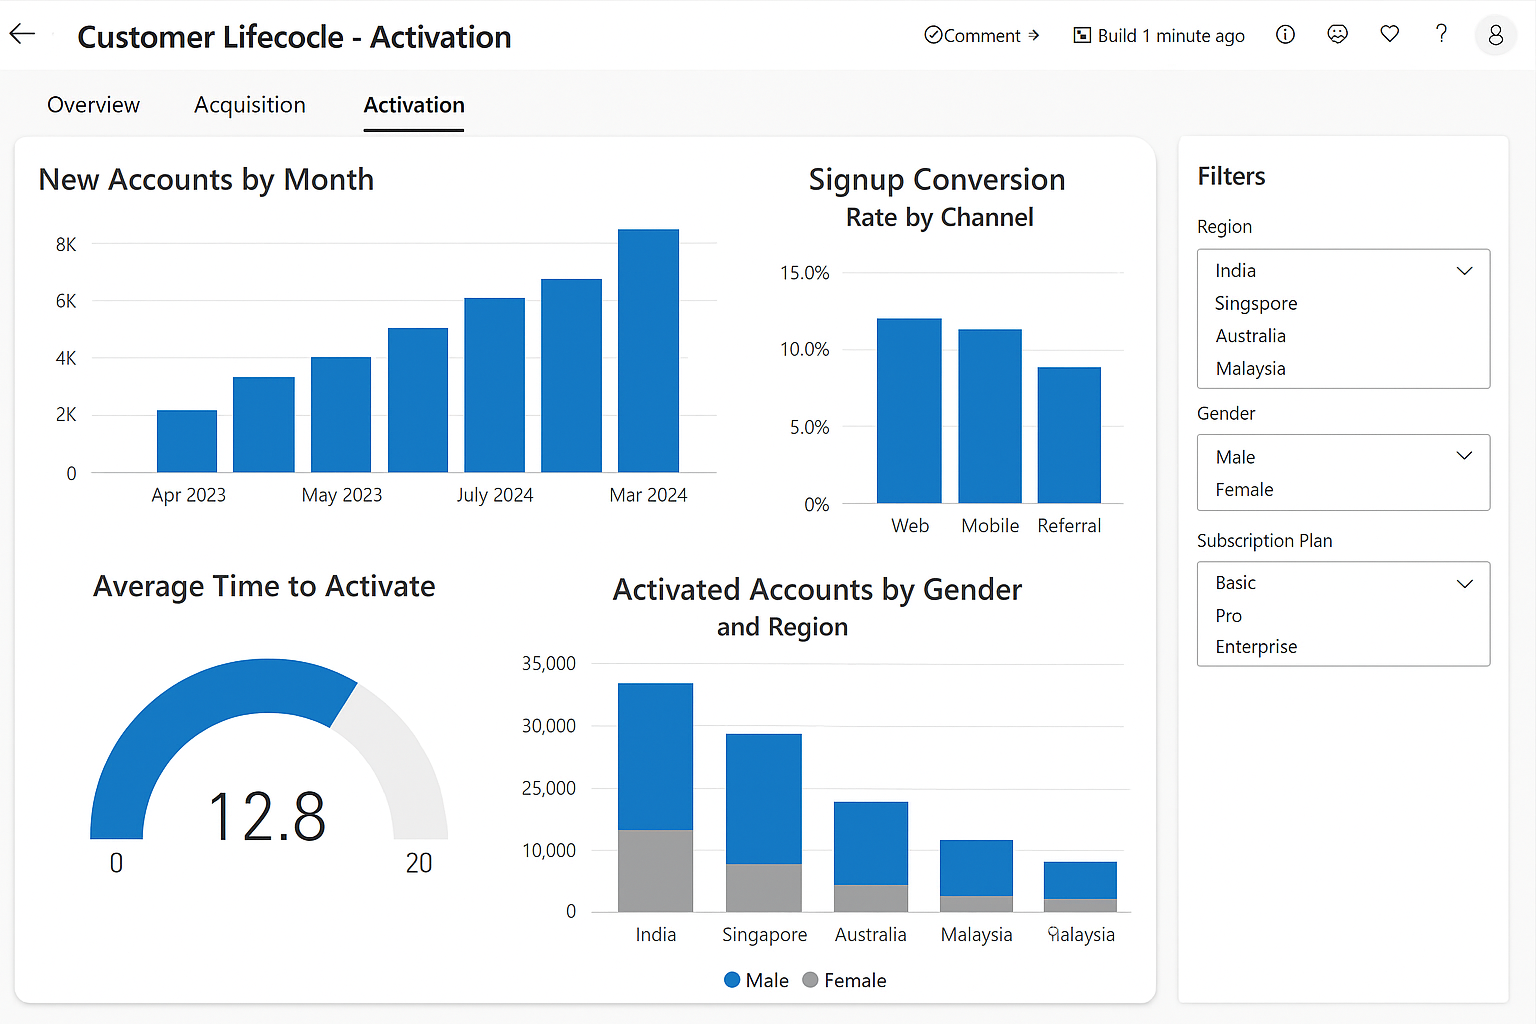 Customer Lifecocle - Activation
Comment →
Build 1 minute ago
Overview
Acquisition
Activation
New Accounts by Month
8K
6K
4K
2K
0
Apr 2023
May 2023
July 2024
Mar 2024
Signup Conversion
Rate by Channel
15.0%
10.0%
5.0%
0%
Web
Mobile
Referral
Average Time to Activate
12.8
0
20
Activated Accounts by Gender
and Region
35,000
30,000
25,000
10,000
0
India
Singapore
Australia
Malaysia
Male
Female
Filters
Region
India
Singspore
Australia
Malaysia
Gender
Male
Female
Subscription Plan
Basic
Pro
Enterprise